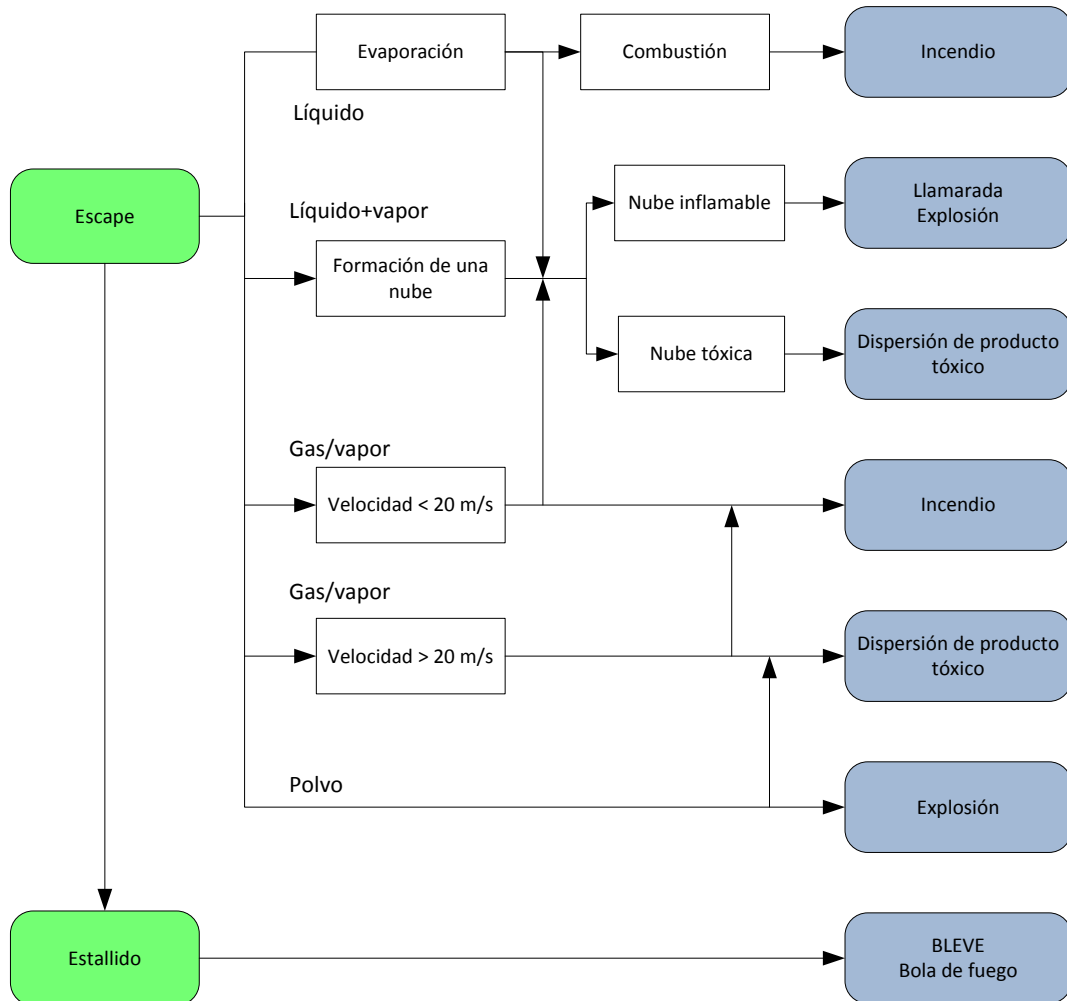 Evaporación
Combustión
Incendio
Líquido
Escape
Líquido+vapor
Nube inflamable
Llamarada
Explosión
Formación de una
nube
Nube tóxica
Dispersión de producto
tóxico
Gas/vapor
Velocidad < 20 m/s
Incendio
Gas/vapor
Velocidad > 20 m/s
Dispersión de producto
tóxico
Polvo
Explosión
Estallido
BLEVE
Bola de fuego